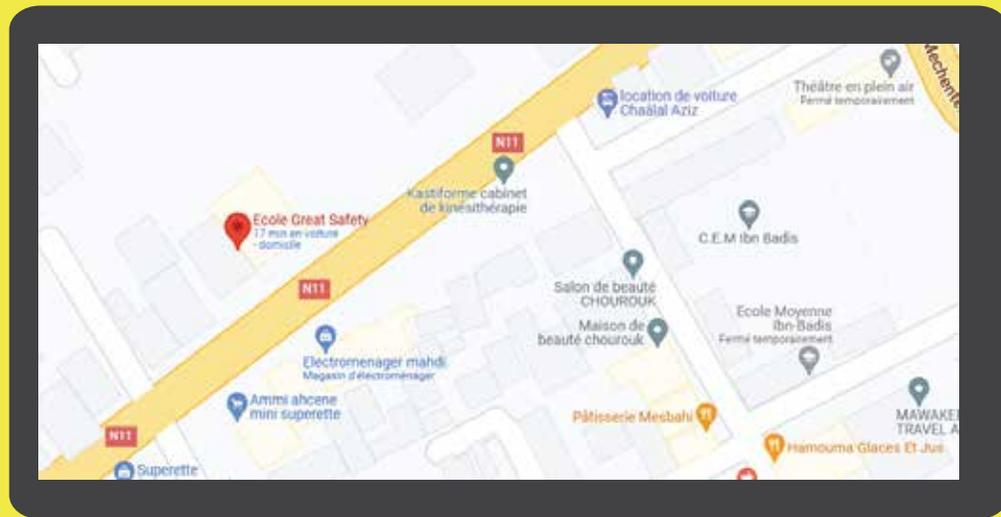 Mechent
Théâtre en plein air
Fermé temporairement
location de voiture
Chaâlal Aziz
N11
Kastiforme cabinet
de kinésithérapie
Ecole Great Safety
17 min en voiture
- domicile
C.E.M Ibn Badis
N11
Salon de beauté
CHOUROUK
Maison de
beauté chourouk
Ecole Moyenne
Ibn-Badis
Fermé temporairement
Electromenager mahdi
Magasin d'électroménager
Ammi ahcene
mini superette
Pâtisserie Mesbahi
MAWAKE
TRAVEL A
N11
Hamouma Glaces Et Jus
Superette